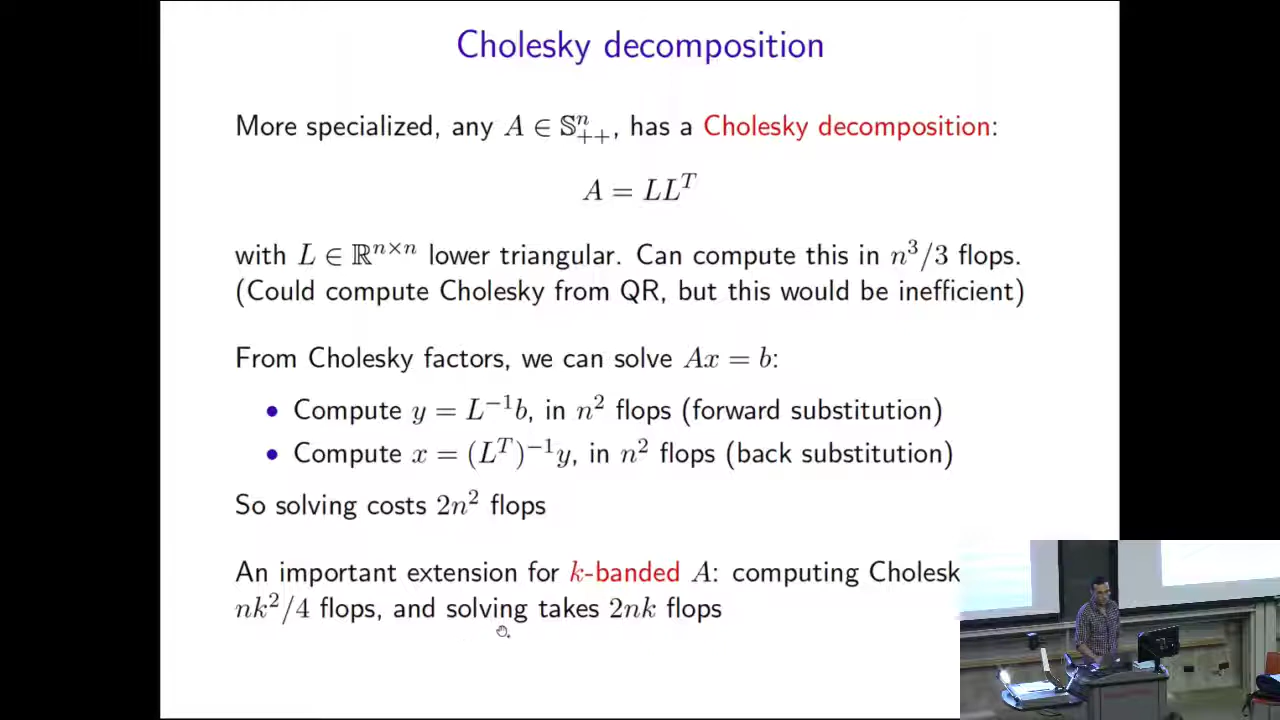 Cholesky decomposition
More specialized, any A ∈ 𝕊ⁿ₊₊, has a Cholesky decomposition:
A = LLᵀ
with L ∈ ℝⁿˣⁿ lower triangular. Can compute this in n³/3 flops.
(Could compute Cholesky from QR, but this would be inefficient)
From Cholesky factors, we can solve Ax = b:
• Compute y = L⁻¹b, in n² flops (forward substitution)
• Compute x = (Lᵀ)⁻¹y, in n² flops (back substitution)
So solving costs 2n² flops
An important extension for k-banded A: computing Cholesk
nk²/4 flops, and solving takes 2nk flops